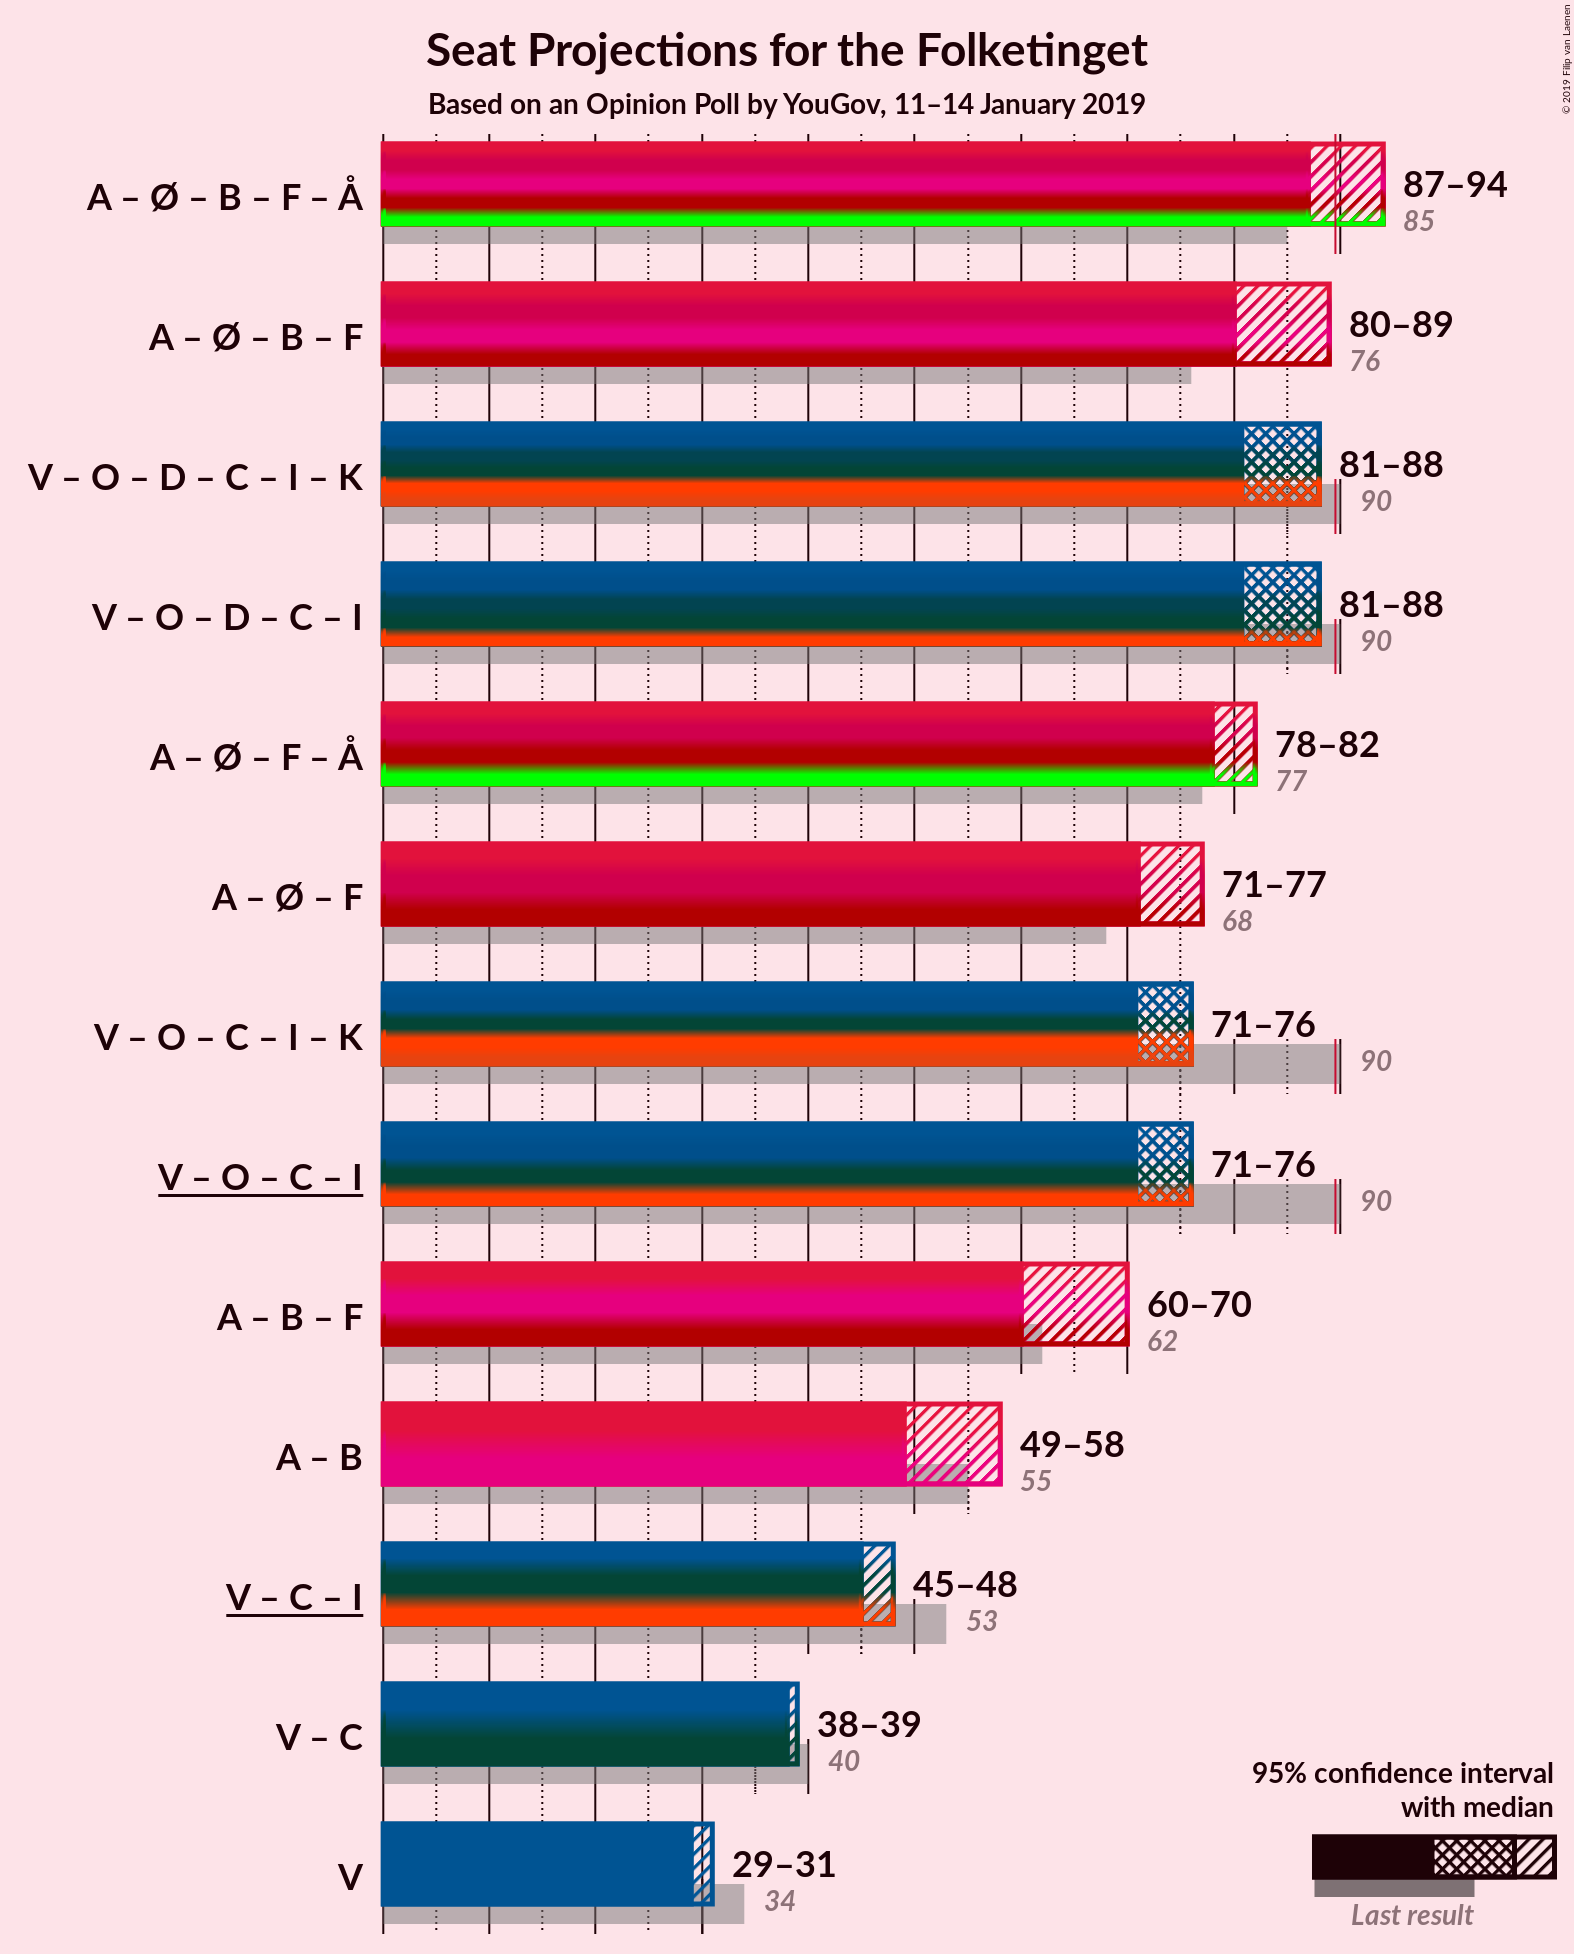 Seat Projections for the Folketinget
Based on an Opinion Poll by YouGov, 11–14 January 2019
© 2019 Filip van Laenen
A – Ø – B – F – Å
87–94
85
A – Ø – B – F
80–89
76
V – O – D – C – I – K
81–88
90
V – O – D – C – I
81–88
90
A – Ø – F – Å
78–82
77
A – Ø – F
71–77
68
V – O – C – I – K
71–76
90
V – O – C – I
71–76
90
A – B – F
60–70
62
A – B
49–58
55
V – C – I
45–48
53
V – C
38–39
40
V
29–31
34
95% confidence interval
with median
Last result